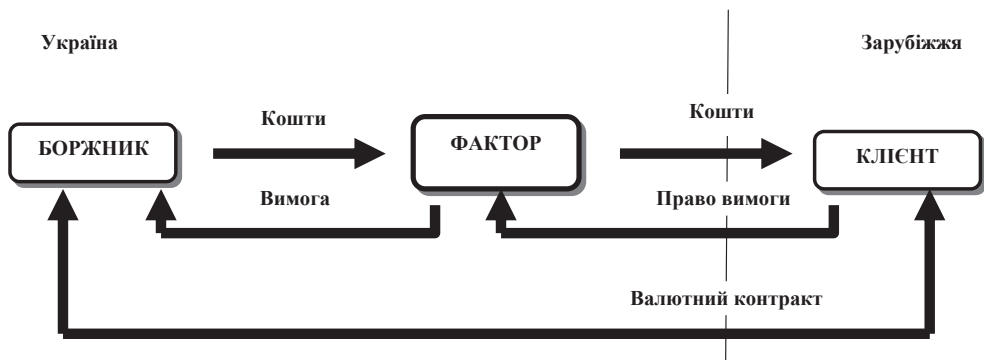 Україна
Зарубіжжя
Кошти
Кошти
БОРЖНИК
ФАКТОР
КЛІЄНТ
Вимога
Право вимоги
Валютний контракт